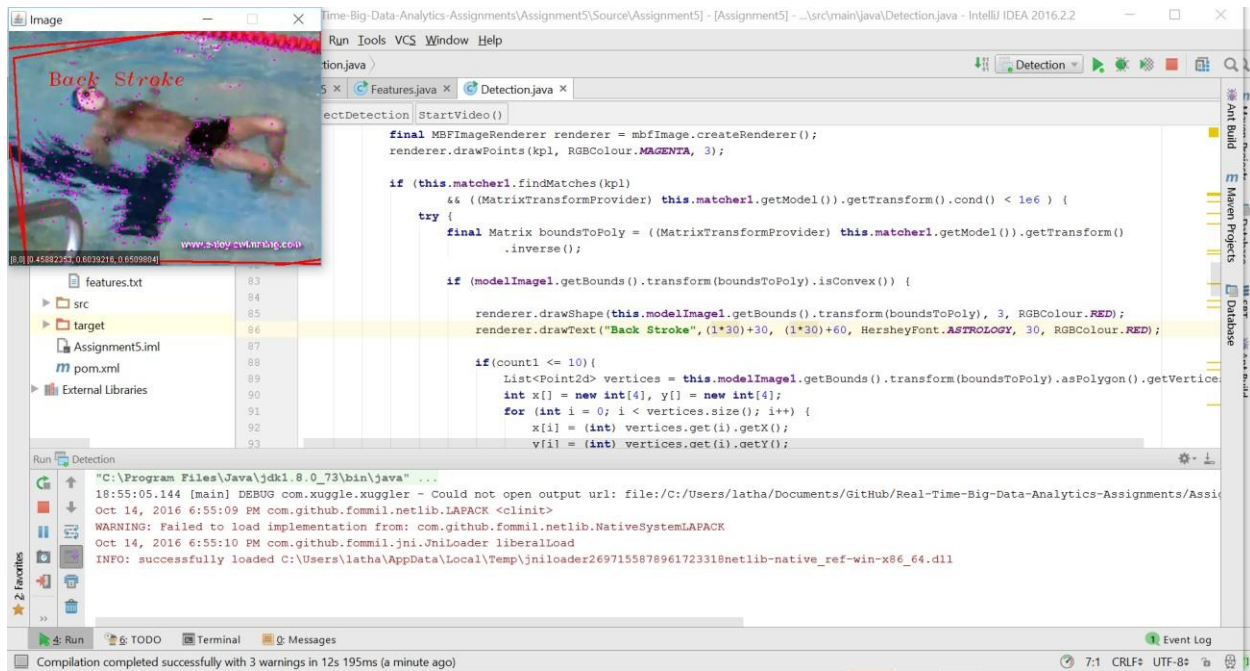 Image
Time-Big-Data-Analytics-Assignments\Assignment5\Source\Assignment5] - [Assignment5] - ...\src\main\java\Detection.java - IntelliJ IDEA 2016.2.2
Run Tools VCS Window Help
tion.java
Detection
5 Features.java Detection.java
ectDetection StartVideo()
Back Stroke
[8,0] [0.45882353, 0.6039216, 0.6509804]
final MBFImageRenderer renderer = mbfImage.createRenderer();
renderer.drawPoints(kpl, RGBColour.MAGENTA, 3);
if (this.matcher1.findMatches(kpl)
&& ((MatrixTransformProvider) this.matcher1.getModel()).getTransform().cond() < 1e6 ) {
try {
final Matrix boundsToPoly = ((MatrixTransformProvider) this.matcher1.getModel()).getTransform()
.inverse();
features.txt
src
target
Assignment5.iml
pom.xml
External Libraries
83 if (modelImage1.getBounds().transform(boundsToPoly).isConvex()) {
84
85 renderer.drawShape(this.modelImage1.getBounds().transform(boundsToPoly), 3, RGBColour.RED);
86 renderer.drawText("Back Stroke",(1*30)+30, (1*30)+60, HersheyFont.ASTROLOGY, 30, RGBColour.RED);
87
88 if(count1 <= 10){
89 List<Point2d> vertices = this.modelImage1.getBounds().transform(boundsToPoly).asPolygon().getVertice
90 int x[] = new int[4], y[] = new int[4];
91 for (int i = 0; i < vertices.size(); i++) {
92 x[i] = (int) vertices.get(i).getX();
93 y[i] = (int) vertices.get(i).getY();
Ant Build
Maven Projects
Database
Run Detection
"C:\Program Files\Java\jdk1.8.0_73\bin\java" ...
18:55:05.144 [main] DEBUG com.xuggle.xuggler - Could not open output url: file:/C:/Users/latha/Documents/GitHub/Real-Time-Big-Data-Analytics-Assignments/Assig
Oct 14, 2016 6:55:09 PM com.github.fommil.netlib.LAPACK <clinit>
WARNING: Failed to load implementation from: com.github.fommil.netlib.NativeSystemLAPACK
Oct 14, 2016 6:55:10 PM com.github.fommil.jni.JniLoader liberalLoad
INFO: successfully loaded C:\Users\latha\AppData\Local\Temp\jniloader2697155878961723318netlib-native_ref-win-x86_64.dll
2: Favorites
4: Run 6: TODO Terminal 0: Messages 1 Event Log
Compilation completed successfully with 3 warnings in 12s 195ms (a minute ago) 7:1 CRLF UTF-8